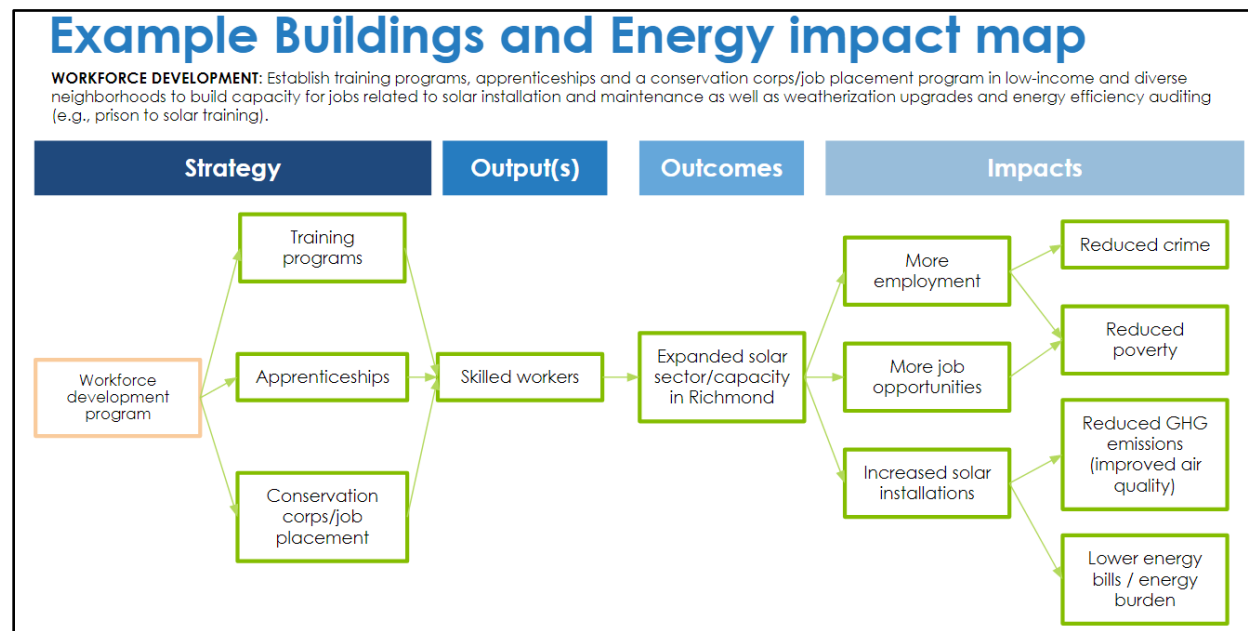 Example Buildings and Energy impact map
WORKFORCE DEVELOPMENT: Establish training programs, apprenticeships and a conservation corps/job placement program in low-income and diverse
neighborhoods to build capacity for jobs related to solar installation and maintenance as well as weatherization upgrades and energy efficiency auditing
(e.g., prison to solar training).
Strategy
Output(s)
Outcomes
Impacts
Workforce
development
program
Training
programs
Apprenticeships
Conservation
corps/job
placement
Skilled workers
Expanded solar
sector/capacity
in Richmond
More
employment
More job
opportunities
Increased solar
installations
Reduced crime
Reduced
poverty
Reduced GHG
emissions
(improved air
quality)
Lower energy
bills / energy
burden